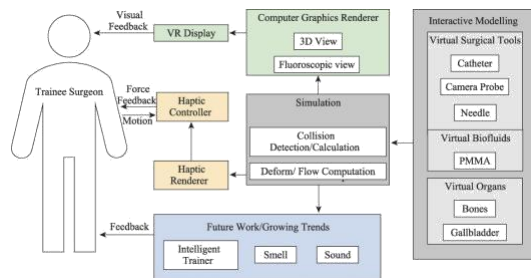 Visual
Feedback
VR Display
Computer Graphics Renderer
3D View
Fluoroscopic view
Interactive Modelling
Virtual Surgical Tools
Catheter
Camera Probe
Needle
Virtual Biofluids
PMMA
Virtual Organs
Bones
Gallbladder
Trainee Surgeon
Force
Feedback
Motion
Haptic
Controller
Haptic
Renderer
Simulation
Collision
Detection/Calculation
Deform/ Flow Computation
Feedback
Future Work/Growing Trends
Intelligent
Trainer
Smell
Sound